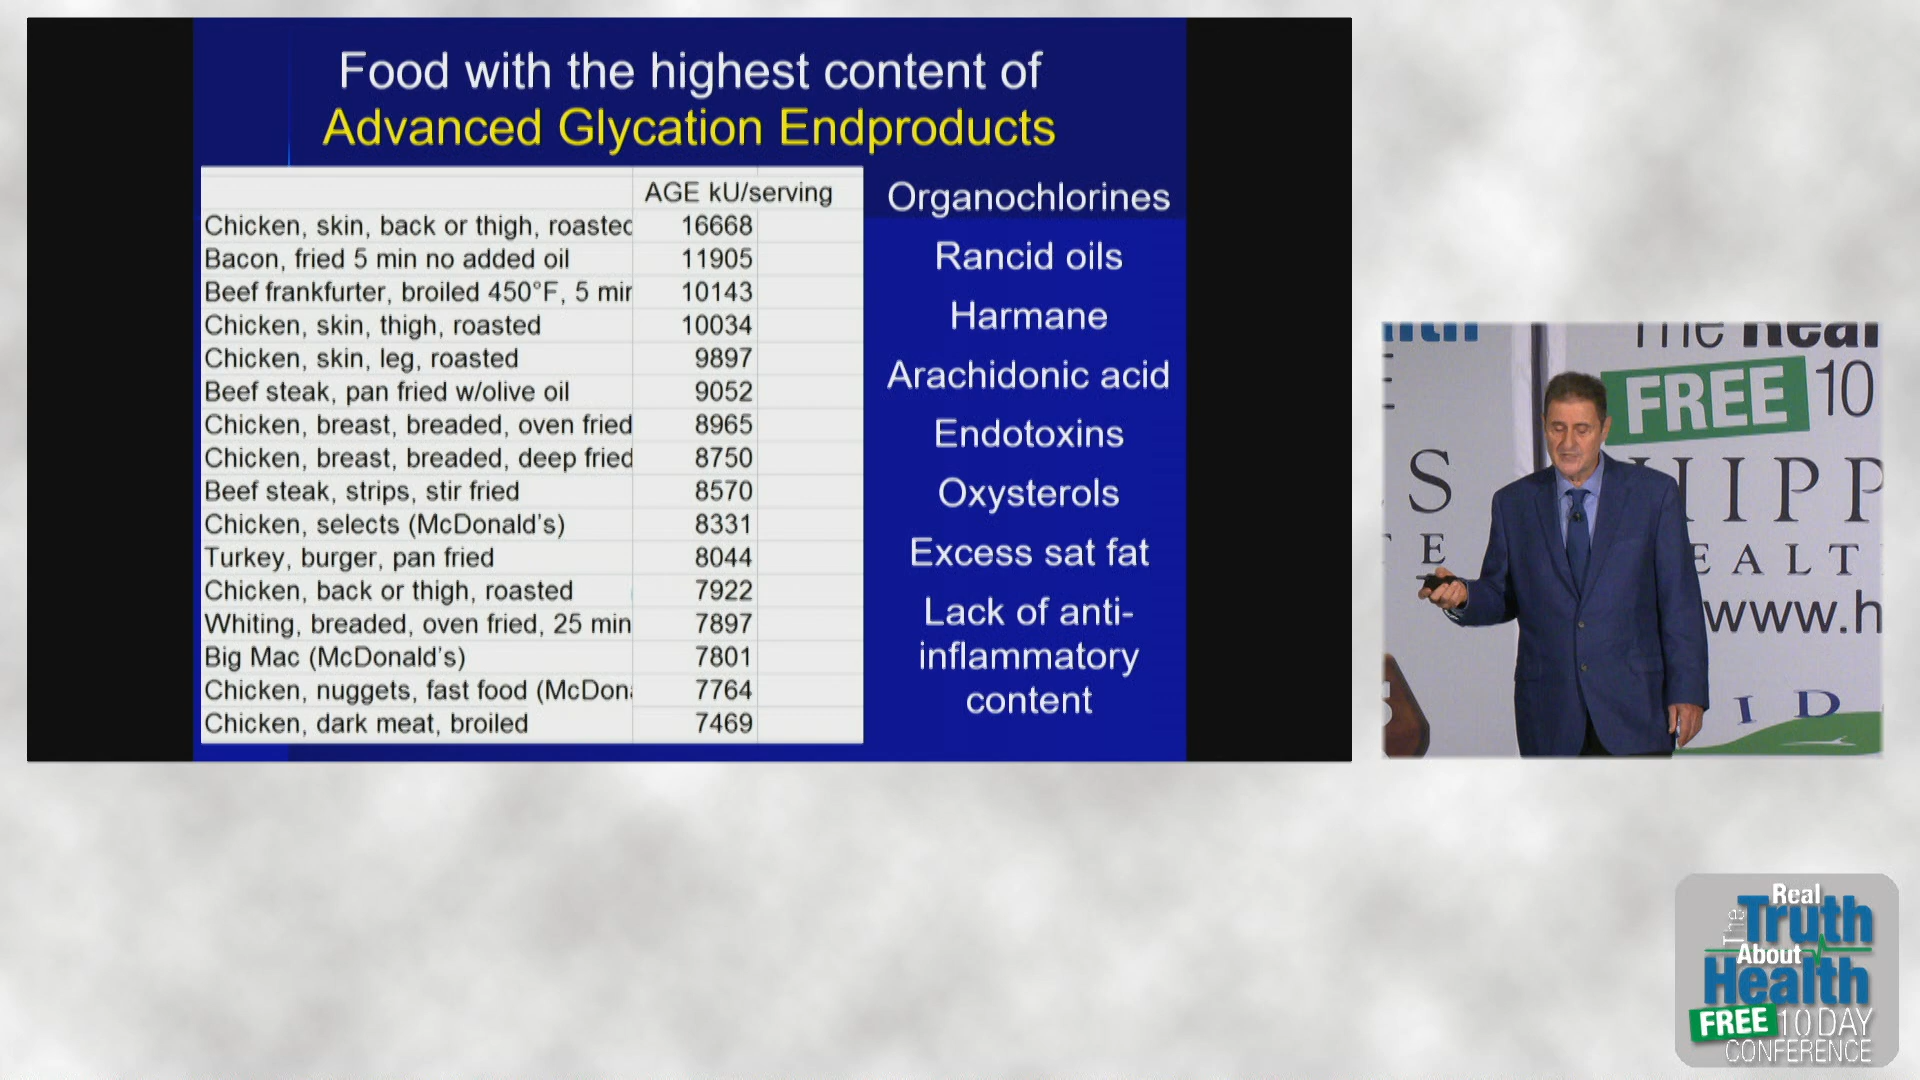 Food with the highest content of
Advanced Glycation Endproducts
AGE kU/serving
Chicken, skin, back or thigh, roasted 16668
Bacon, fried 5 min no added oil 11905
Beef frankfurter, broiled 450°F, 5 min 10143
Chicken, skin, thigh, roasted 10034
Chicken, skin, leg, roasted 9897
Beef steak, pan fried w/olive oil 9052
Chicken, breast, breaded, oven fried 8965
Chicken, breast, breaded, deep fried 8750
Beef steak, strips, stir fried 8570
Chicken, selects (McDonald's) 8331
Turkey, burger, pan fried 8044
Chicken, back or thigh, roasted 7922
Whiting, breaded, oven fried, 25 min 7897
Big Mac (McDonald's) 7801
Chicken, nuggets, fast food (McDon 7764
Chicken, dark meat, broiled 7469
Organochlorines
Rancid oils
Harmane
Arachidonic acid
Endotoxins
Oxysterols
Excess sat fat
Lack of anti-
inflammatory
content
The Real
FREE 10
S HIPP
E EALT
www.h
I D
The Real
Truth
About
Health
FREE 10 DAY
CONFERENCE